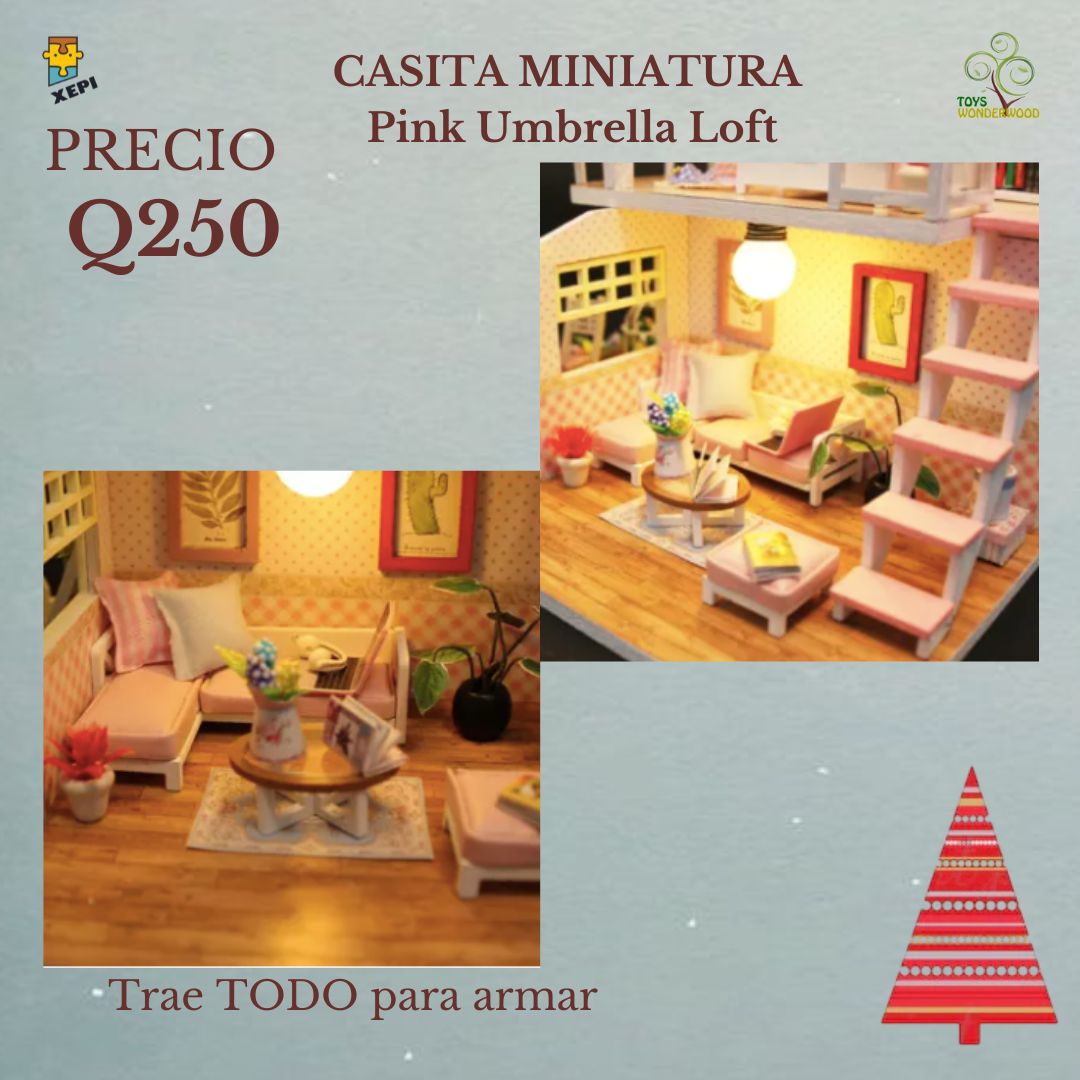 XEPI
CASITA MINIATURA
Pink Umbrella Loft
TOYS
WONDERWOOD
PRECIO
Q250
Trae TODO para armar